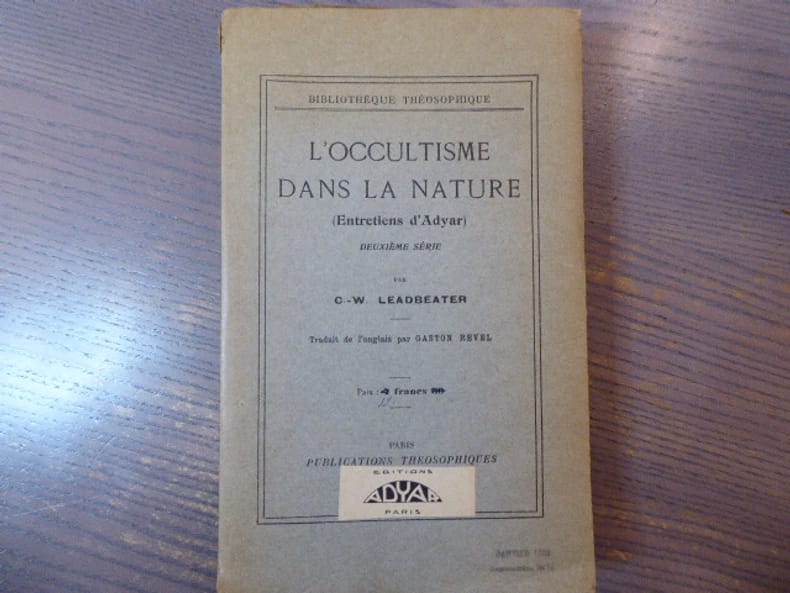 BIBLIOTHÈQUE THÉOSOPHIQUE
L'OCCULTISME
DANS LA NATURE
(Entretiens d'Adyar)
DEUXIÈME SÉRIE
PAR
C.-W. LEADBEATER
Traduit de l'anglais par GASTON REVEL
Prix : 4 francs
PARIS
PUBLICATIONS THÉOSOPHIQUES
EDITIONS
ADYAR
PARIS